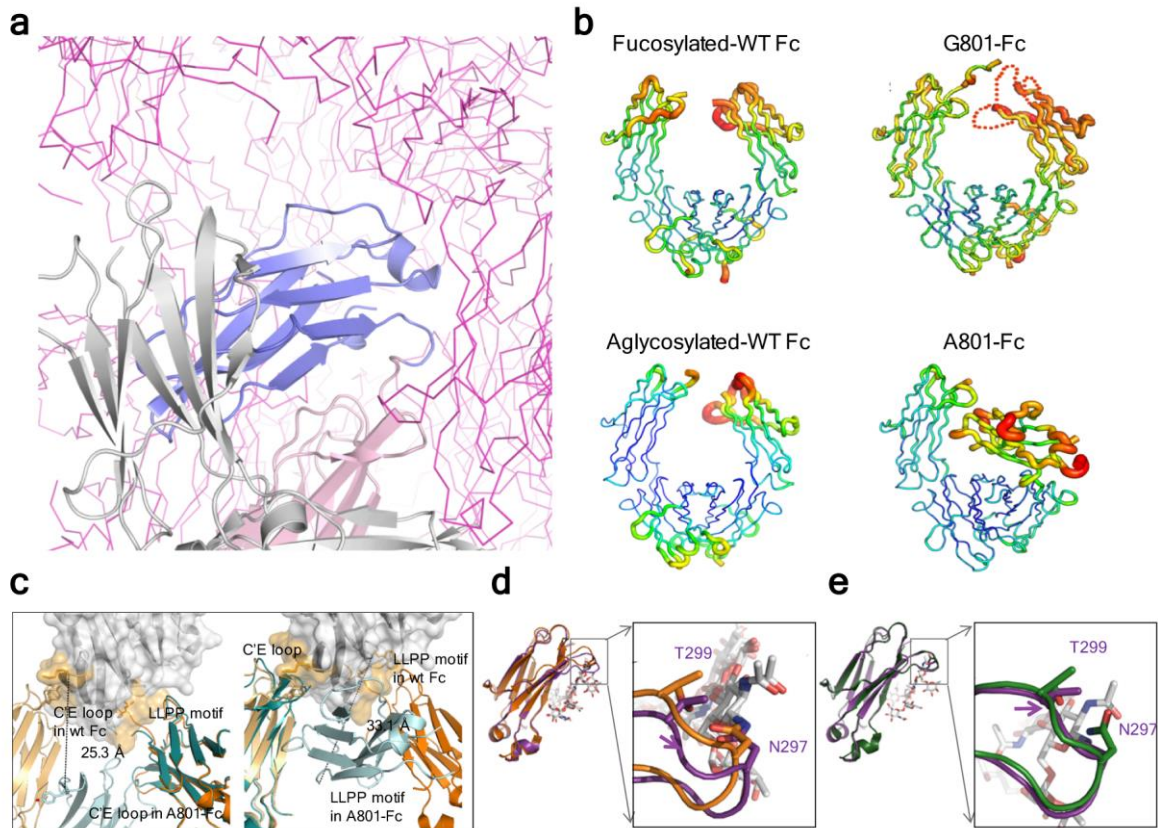 a
b
Fucosylated-WT Fc
G801-Fc
Aglycosylated-WT Fc
A801-Fc
c
C'E loop
in wt Fc
25.3 Å
LLPP motif
C'E loop in A801-Fc
C'E loop
LLPP motif
in wt Fc
33.1 Å
LLPP motif
in A801-Fc
d
T299
N297
e
T299
N297